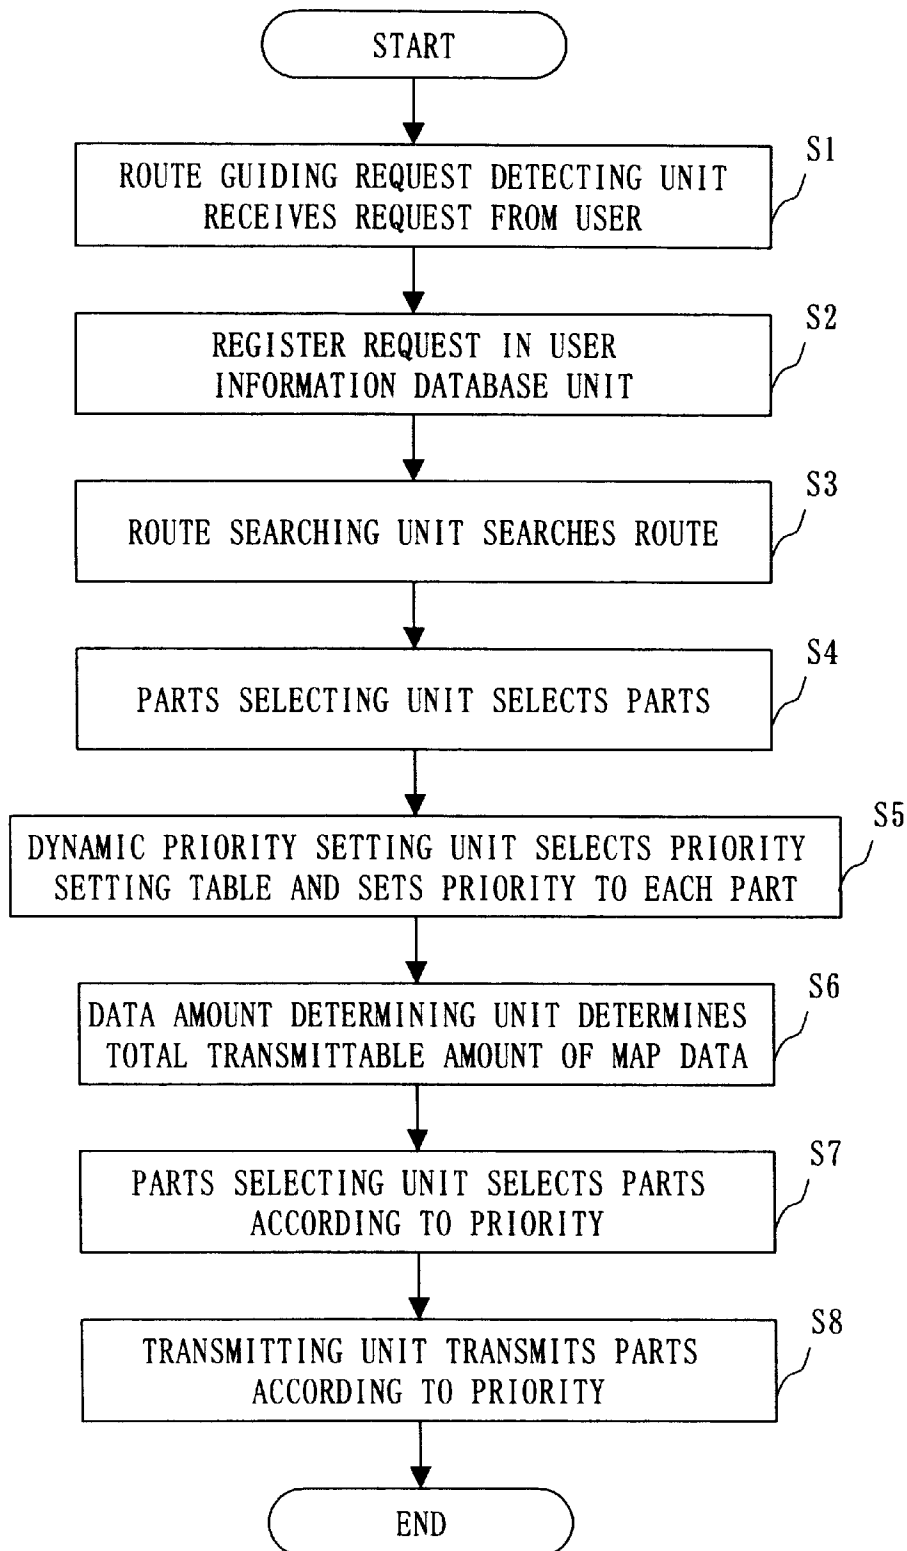 START
S1
ROUTE GUIDING REQUEST DETECTING UNIT
RECEIVES REQUEST FROM USER
S2
REGISTER REQUEST IN USER
INFORMATION DATABASE UNIT
S3
ROUTE SEARCHING UNIT SEARCHES ROUTE
S4
PARTS SELECTING UNIT SELECTS PARTS
S5
DYNAMIC PRIORITY SETTING UNIT SELECTS PRIORITY
SETTING TABLE AND SETS PRIORITY TO EACH PART
S6
DATA AMOUNT DETERMINING UNIT DETERMINES
TOTAL TRANSMITTABLE AMOUNT OF MAP DATA
S7
PARTS SELECTING UNIT SELECTS PARTS
ACCORDING TO PRIORITY
S8
TRANSMITTING UNIT TRANSMITS PARTS
ACCORDING TO PRIORITY
END